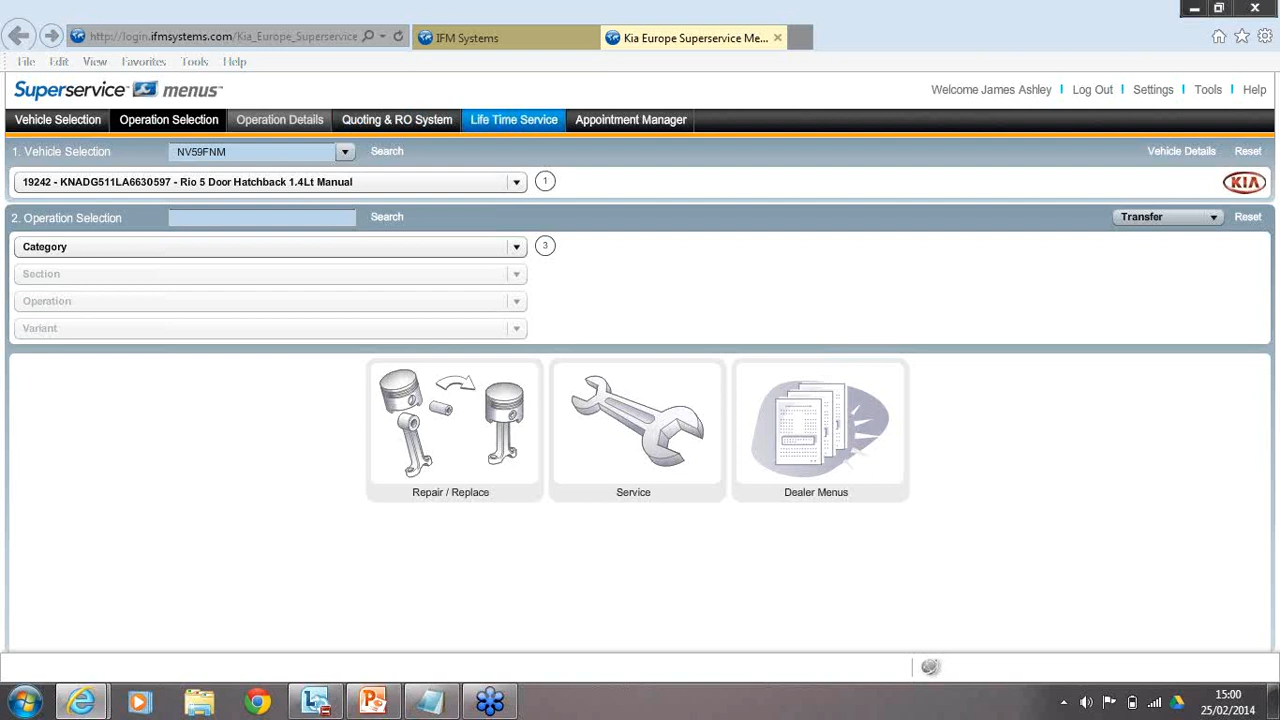 http://login.ifmsystems.com/Kia_Europe_Superservice
IFM Systems
Kia Europe Superservice Me...
File Edit View Favorites Tools Help
Superservice menus
Welcome James Ashley Log Out Settings Tools Help
Vehicle Selection Operation Selection Operation Details Quoting & RO System Life Time Service Appointment Manager
1. Vehicle Selection NV59FNM Search Vehicle Details Reset
19242 - KNADG511LA6630597 - Rio 5 Door Hatchback 1.4Lt Manual 1 KIA
2. Operation Selection Search Transfer Reset
Category 3
Section
Operation
Variant
Repair / Replace Service Dealer Menus
15:00
25/02/2014